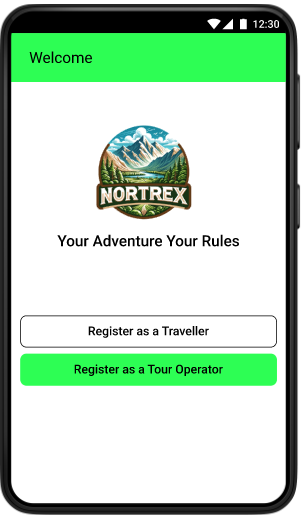 12:30
Welcome
NORTREX
Your Adventure Your Rules
Register as a Traveller
Register as a Tour Operator